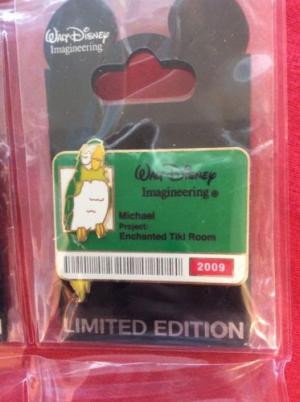 Walt Disney
Imagineering
Walt Disney
Imagineering ®
Michael
Project:
Enchanted Tiki Room
2009
LIMITED EDITION